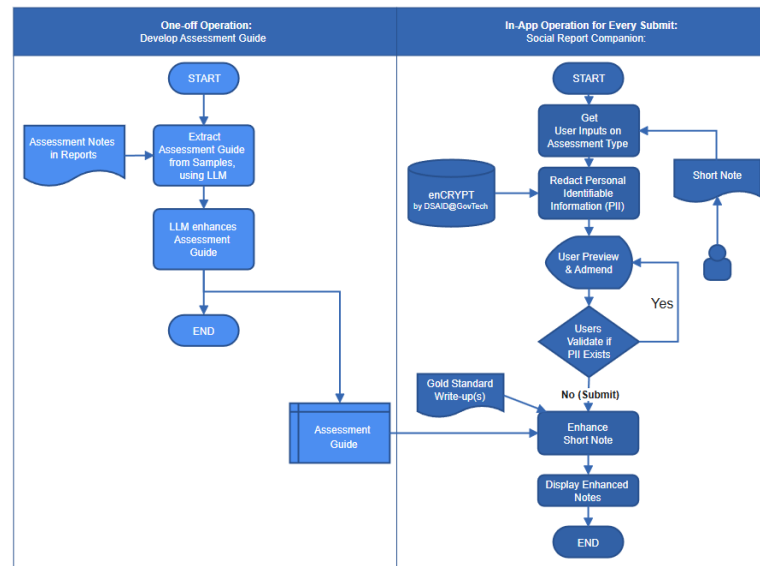 One-off Operation:
Develop Assessment Guide
START
Assessment Notes
in Reports
Extract
Assessment Guide
from Samples,
using LLM
LLM enhances
Assessment
Guide
END
Assessment
Guide
In-App Operation for Every Submit:
Social Report Companion:
START
Get
User Inputs on
Assessment Type
Short Note
enCRYPT
by DSAID@GovTech
Redact Personal
Identifiable
Information (PII)
User Preview
& Admend
Yes
Users
Validate if
PII Exists
No (Submit)
Gold Standard
Write-up(s)
Enhance
Short Note
Display Enhanced
Notes
END